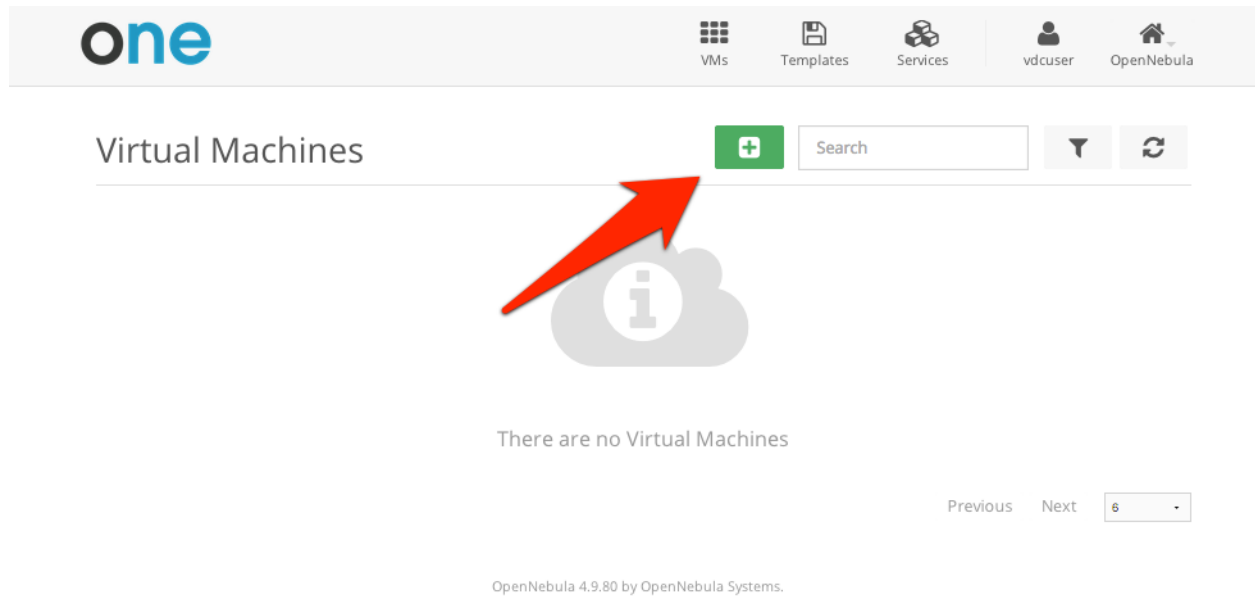 one
VMs Templates Services vdcuser OpenNebula
Virtual Machines
Search
There are no Virtual Machines
Previous Next 6
OpenNebula 4.9.80 by OpenNebula Systems.